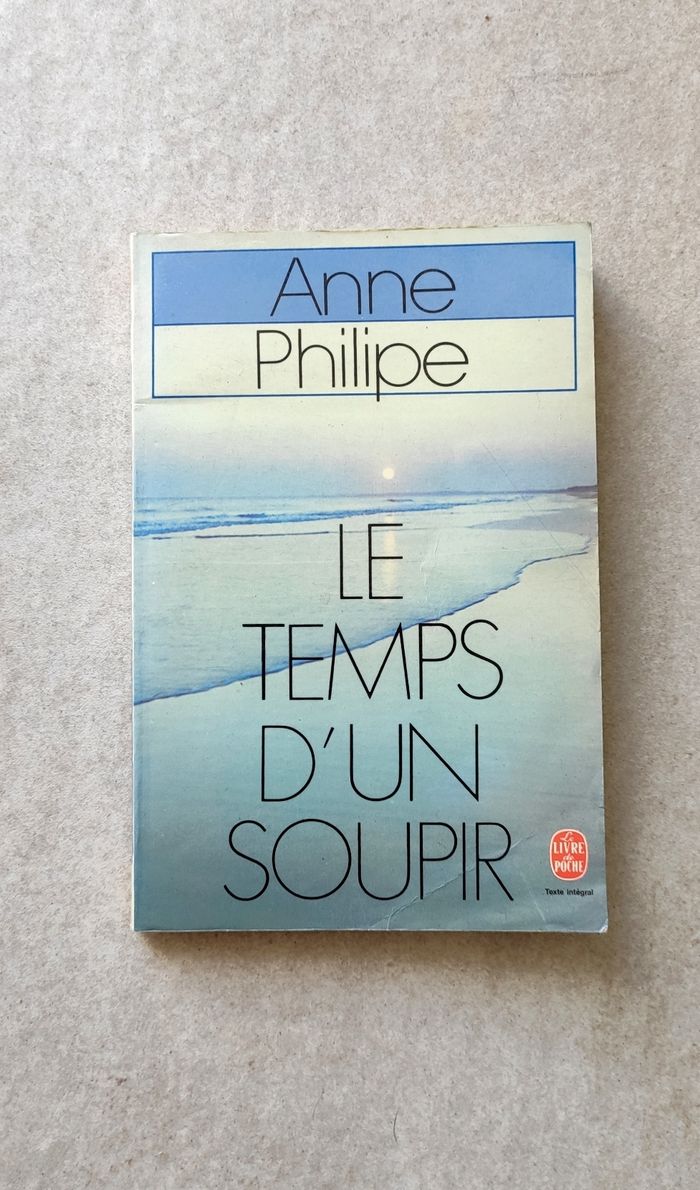 Anne
Philipe
LE
TEMPS
D'UN
SOUPIR
Le
LIVRE
de
POCHE
Texte intégral